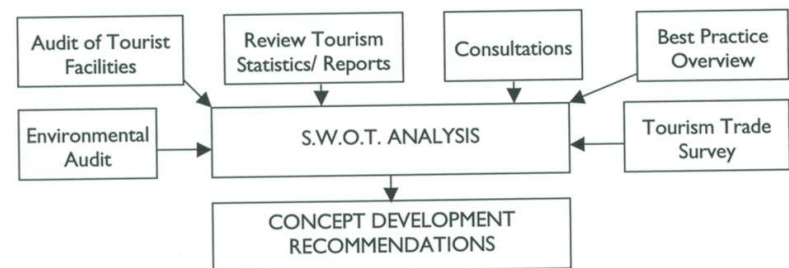 Audit of Tourist
Facilities
Review Tourism
Statistics/ Reports
Consultations
Best Practice
Overview
Environmental
Audit
S.W.O.T. ANALYSIS
Tourism Trade
Survey
CONCEPT DEVELOPMENT
RECOMMENDATIONS